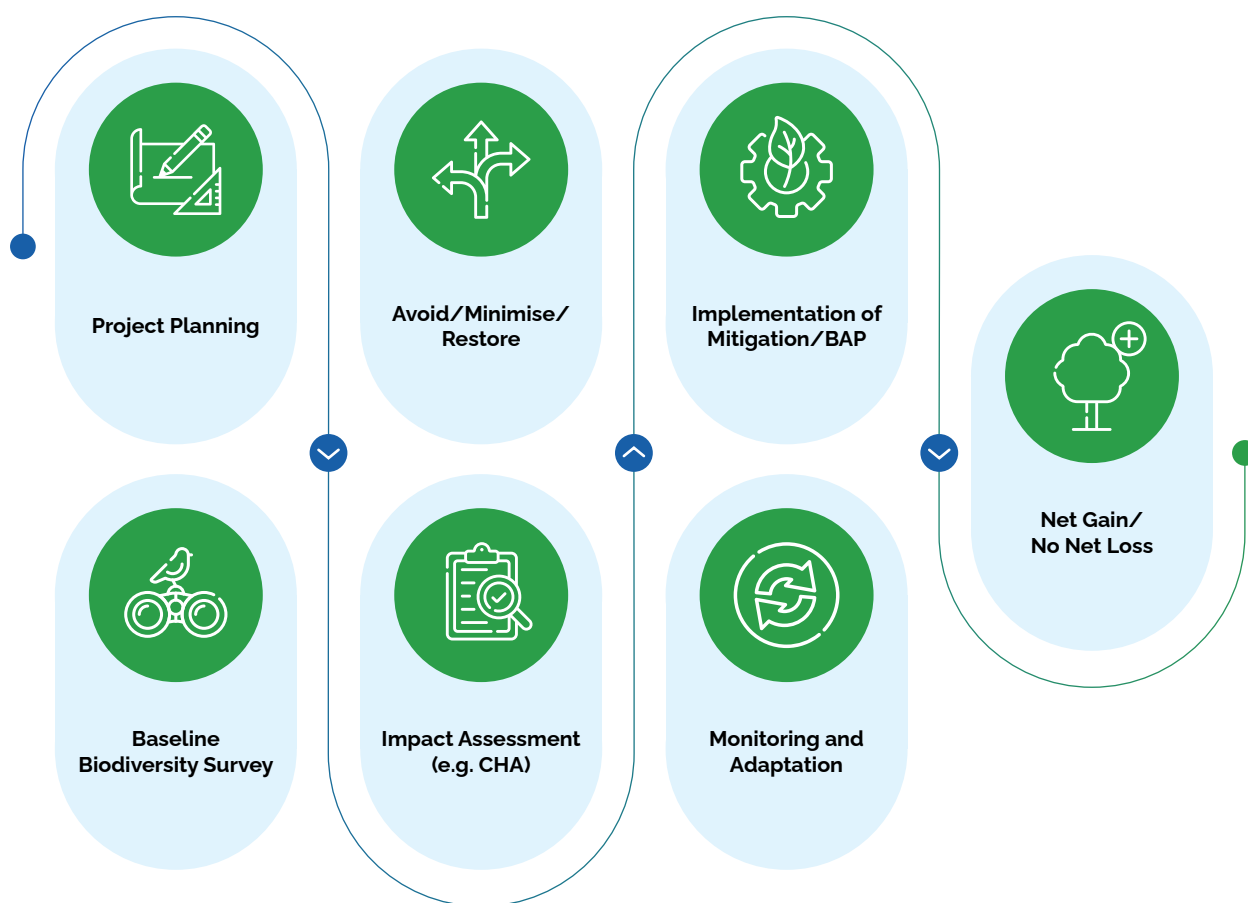 Project Planning
Baseline
Biodiversity Survey
Avoid/Minimise/
Restore
Impact Assessment
(e.g. CHA)
Implementation of
Mitigation/BAP
Monitoring and
Adaptation
Net Gain/
No Net Loss